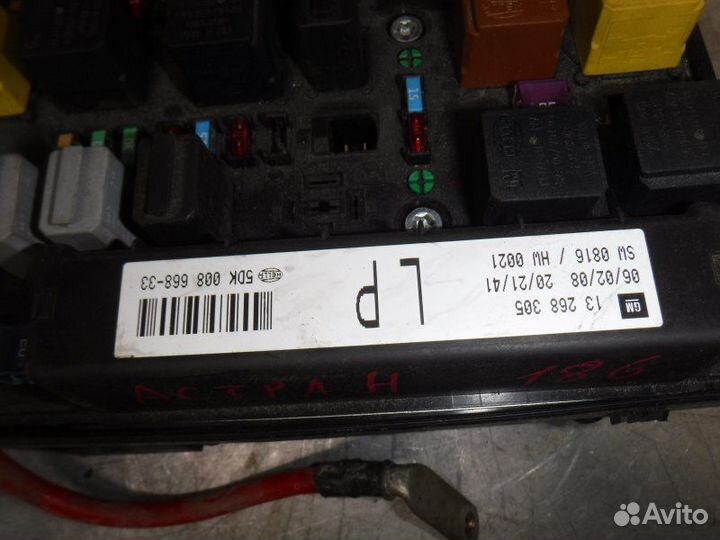 GM
13 268 305
06/02/08 20/21/41
SW 0816 / HW 0021
LP
HELLA 5DK 008 668-33
АСТРА Н 186
15
Avito